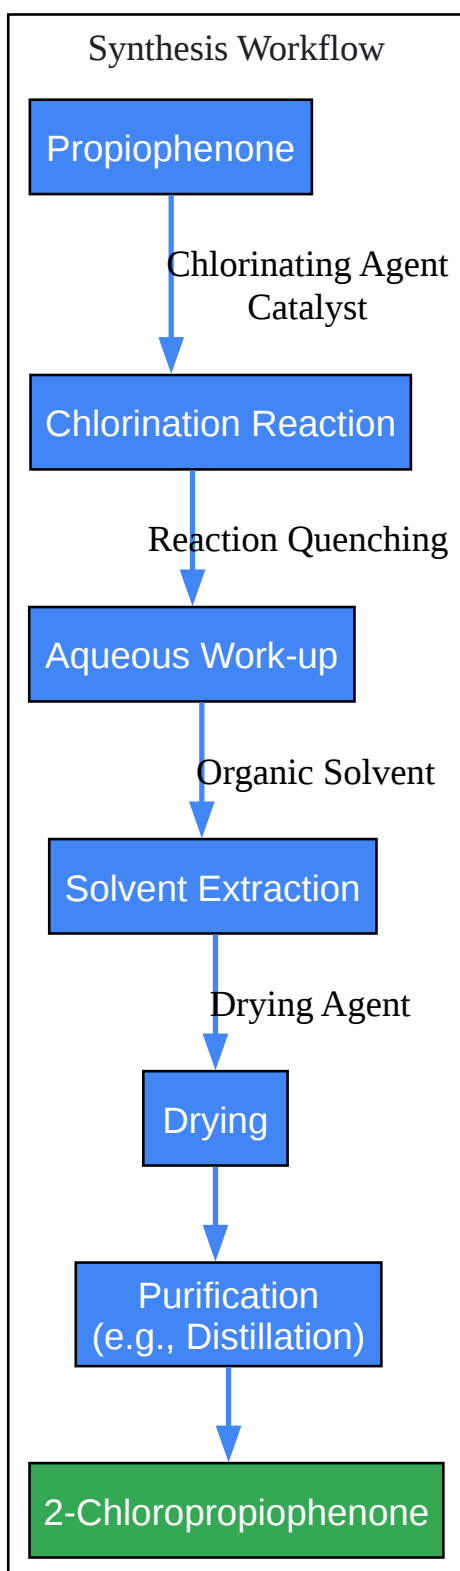 Synthesis Workflow
Propiophenone
Chlorinating Agent
Catalyst
Chlorination Reaction
Reaction Quenching
Aqueous Work-up
Organic Solvent
Solvent Extraction
Drying Agent
Drying
Purification
(e.g., Distillation)
2-Chloropropiophenone